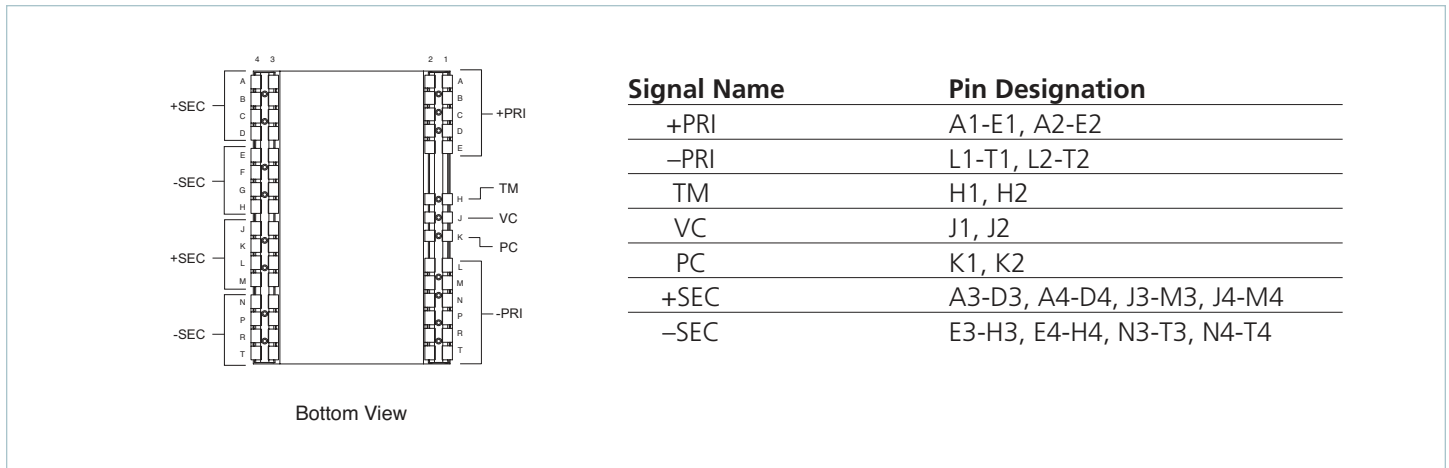 4 3 2 1
A A
B B
+SEC +PRI
C C
D D
E E
F
-SEC
G
TM
H H
J VC
J
K K
PC
+SEC
L L
M M
N N
P -PRI
P
-SEC
R R
T T
Bottom View
Signal Name Pin Designation
+PRI A1-E1, A2-E2
–PRI L1-T1, L2-T2
TM H1, H2
VC J1, J2
PC K1, K2
+SEC A3-D3, A4-D4, J3-M3, J4-M4
–SEC E3-H3, E4-H4, N3-T3, N4-T4